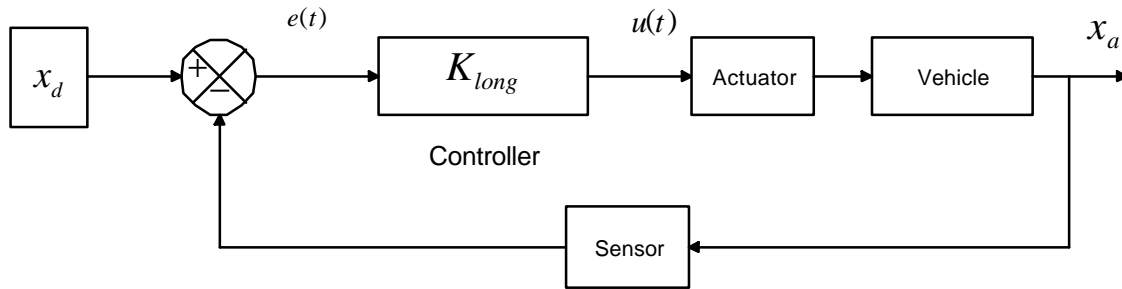 e(t)
u(t)
x_a
x_d
+
−
K_long
Actuator
Vehicle
Controller
Sensor